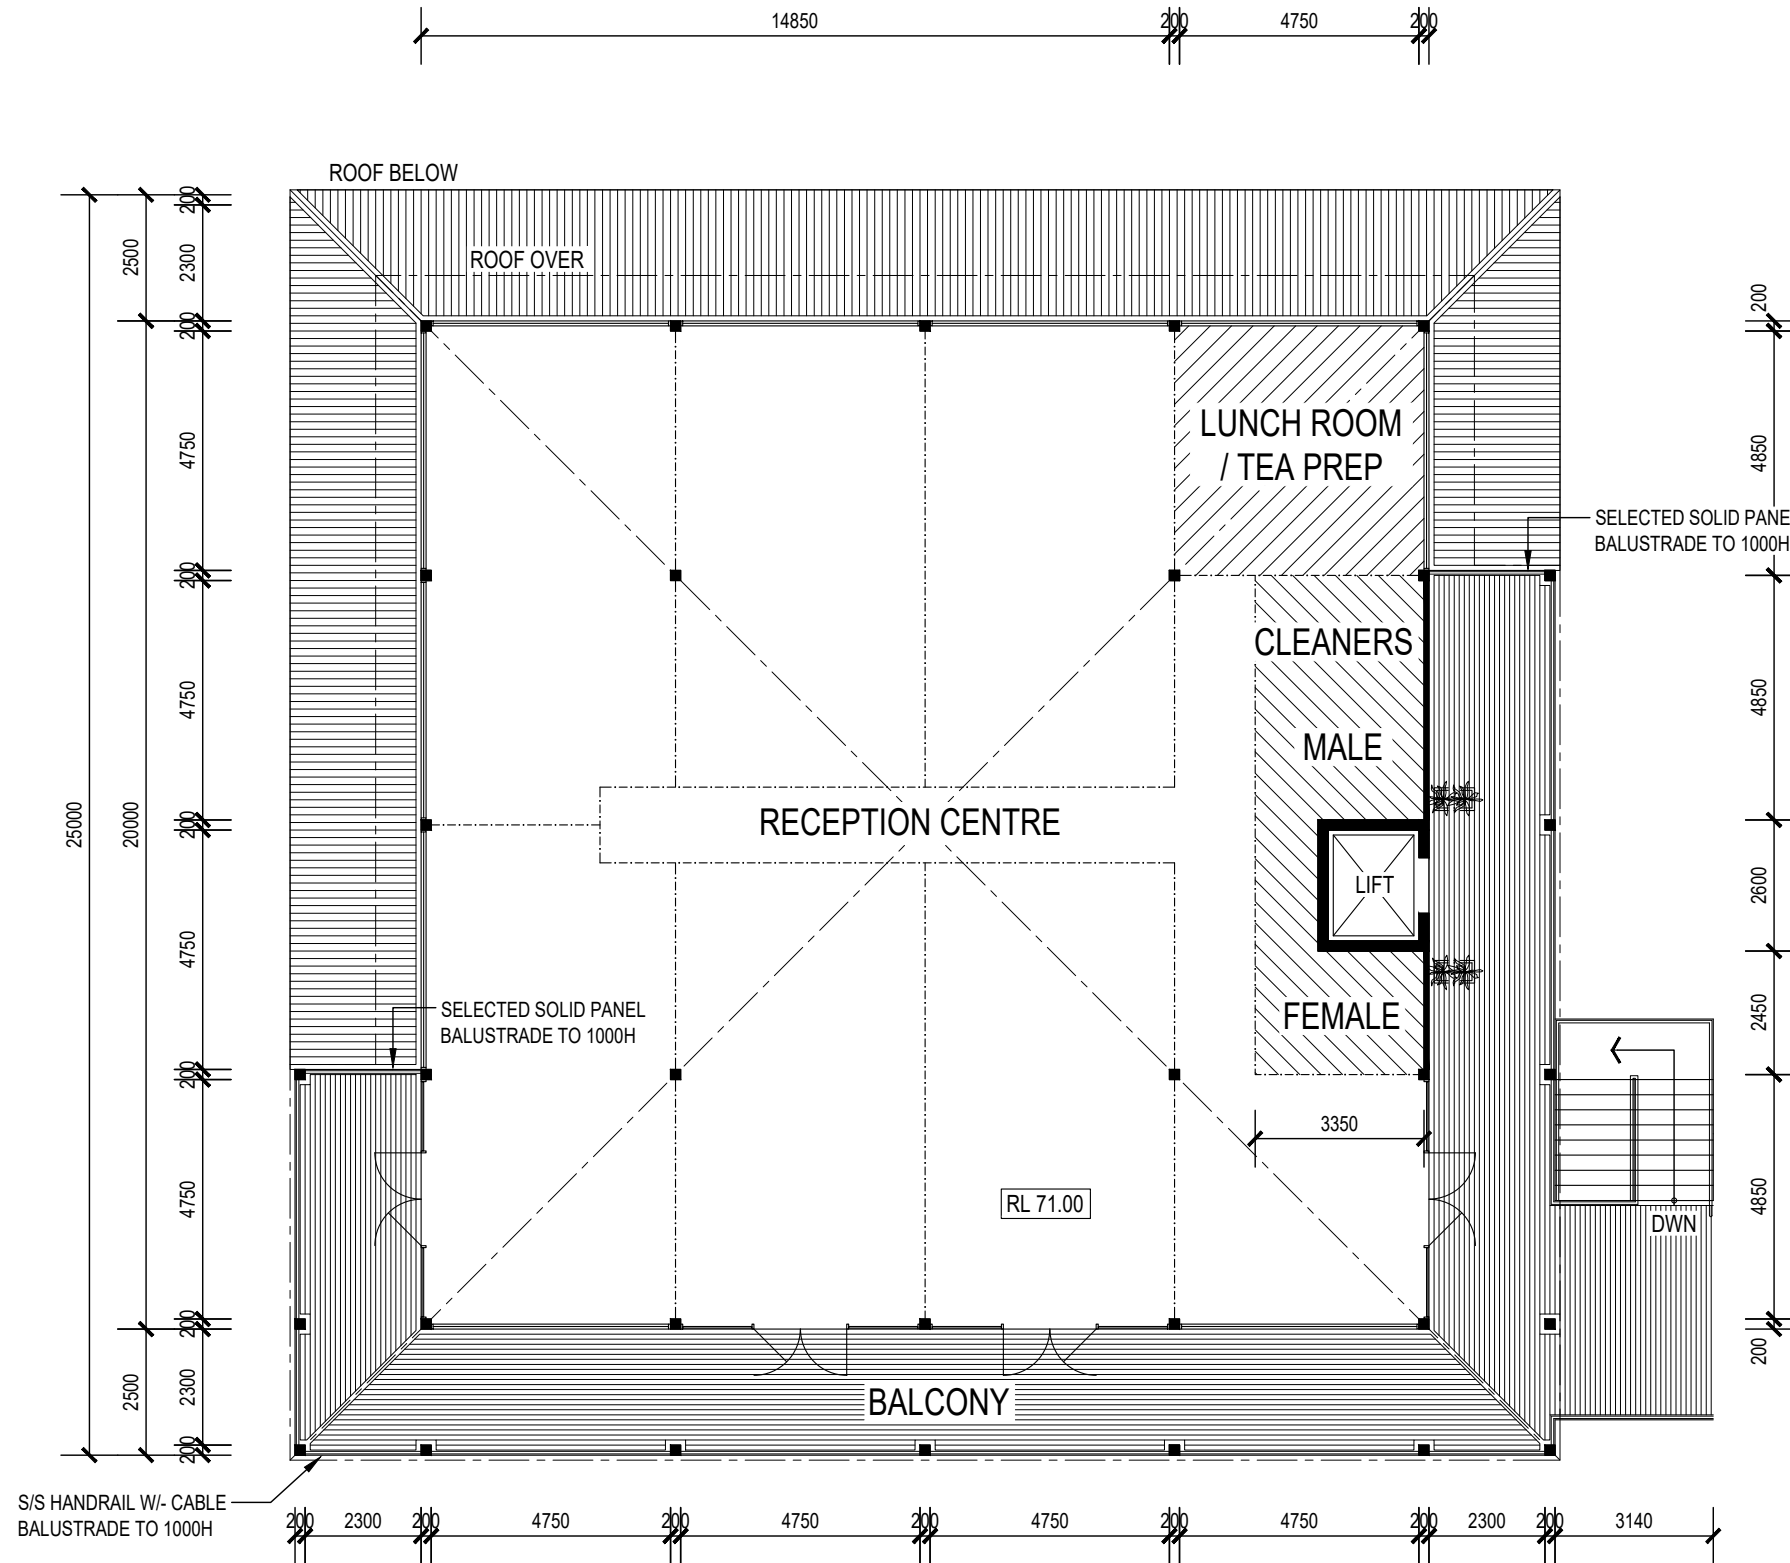 14850
200
4750
200
ROOF BELOW
ROOF OVER
200
2500
2300
200
4750
200
4750
25000
20000
200
4750
200
4750
200
2500
2300
200
200
4850
4850
2600
2450
4850
200
LUNCH ROOM
/ TEA PREP
SELECTED SOLID PANE
BALUSTRADE TO 1000H
CLEANERS
MALE
RECEPTION CENTRE
LIFT
SELECTED SOLID PANEL
BALUSTRADE TO 1000H
FEMALE
3350
RL 71.00
DWN
BALCONY
S/S HANDRAIL W/- CABLE
BALUSTRADE TO 1000H
200
2300
200
4750
200
4750
200
4750
200
4750
200
2300
200
3140